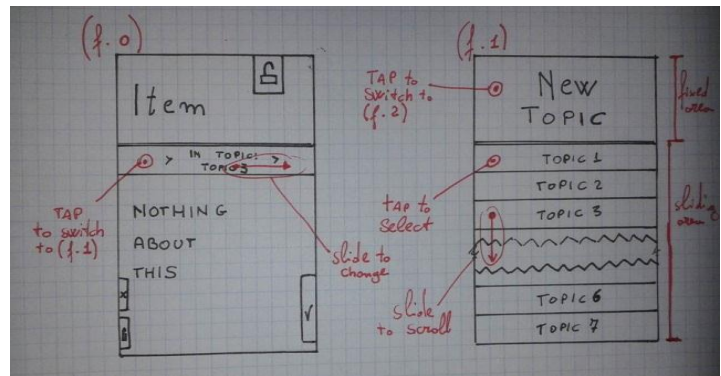 (f.0)
Item
> IN TOPIC: >
TOPIC 3
TAP
to switch
to (f.1)
NOTHING
ABOUT
THIS
slide to
change
x
v
(f.1)
TAP to
switch to
(f.2)
New
TOPIC
fixed
area
TOPIC 1
TOPIC 2
TOPIC 3
tap to
select
sliding
area
slide
to scroll
TOPIC 6
TOPIC 7